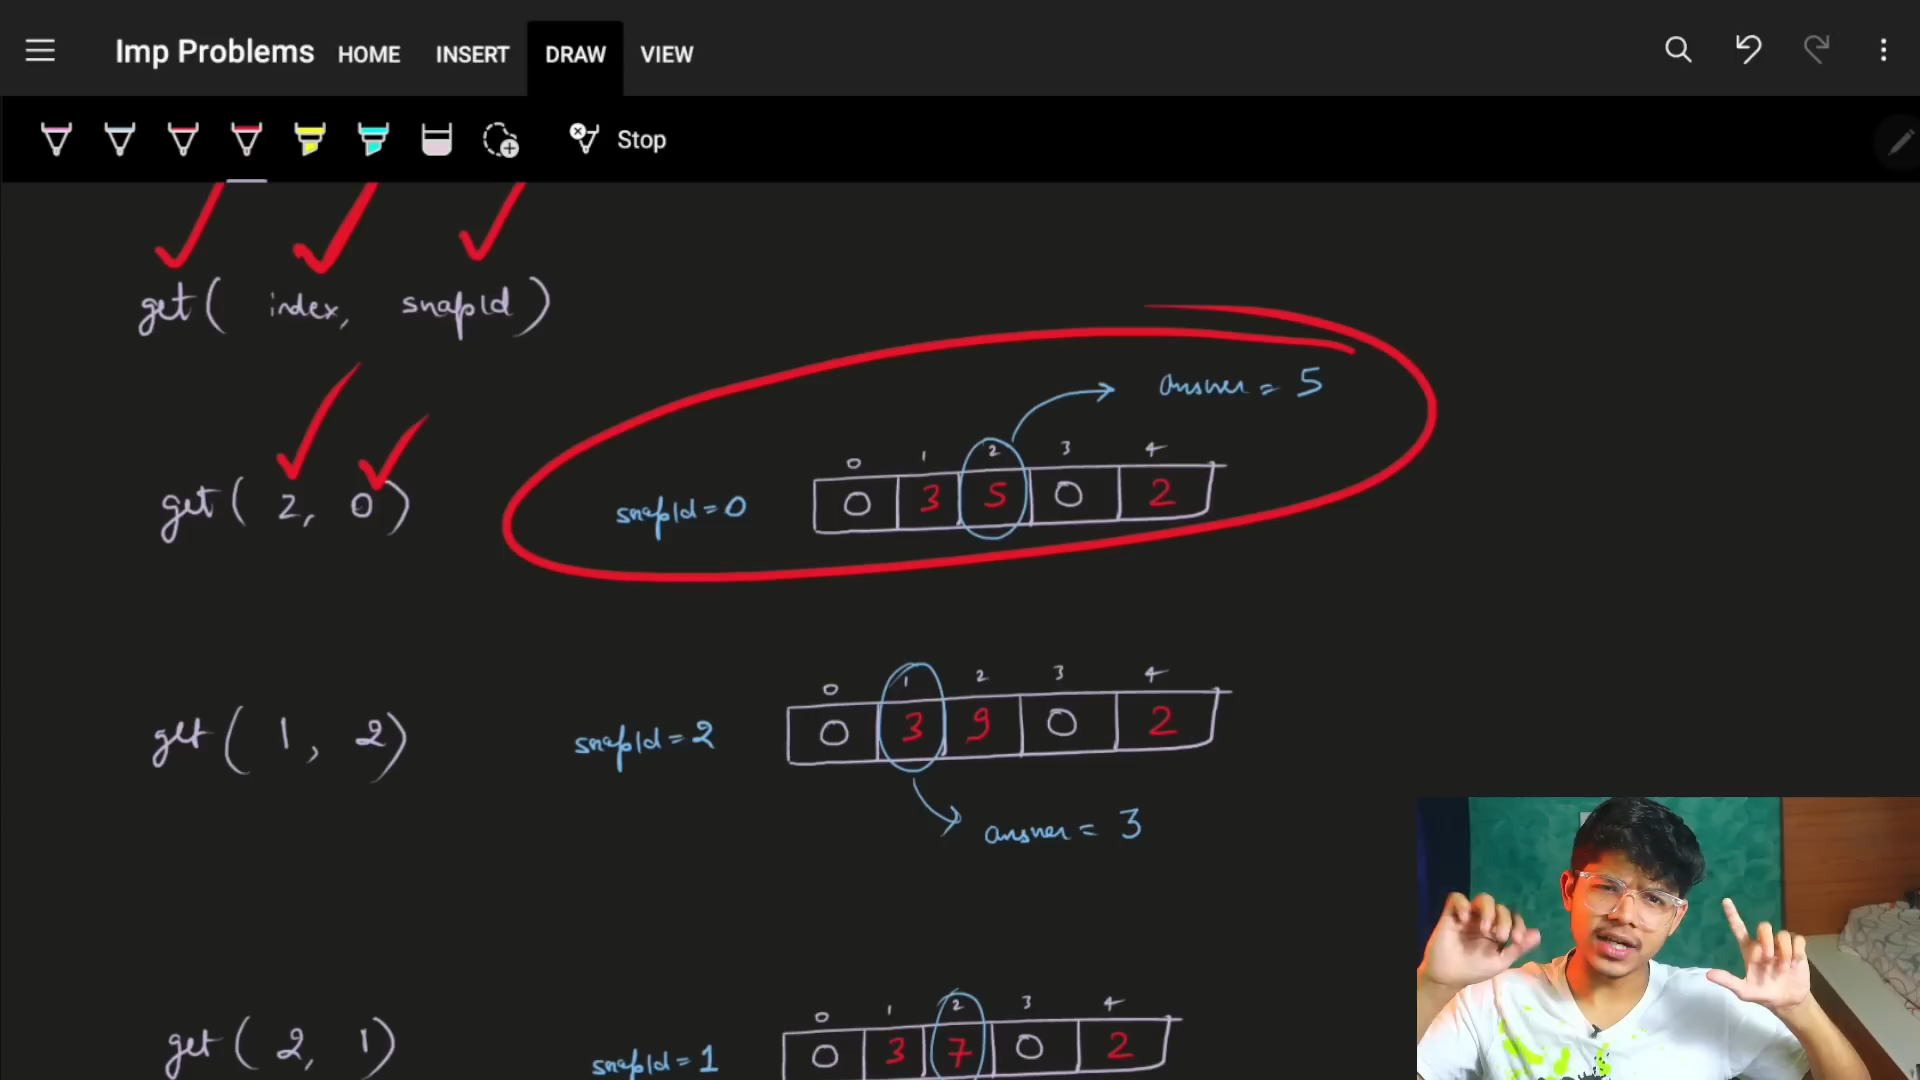 Imp Problems HOME INSERT DRAW VIEW
Stop
get( index, snapId )
answer = 5
0 1 2 3 4
get( 2, 0 ) snapId = 0 0 3 5 0 2
0 1 2 3 4
get( 1, 2 ) snapId = 2 0 3 9 0 2
answer = 3
0 1 2 3 4
get( 2, 1 ) snapId = 1 0 3 7 0 2